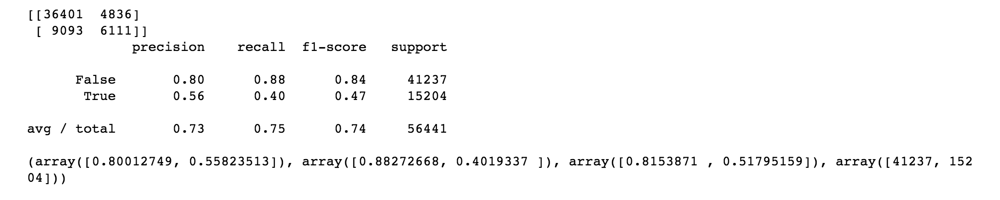 [[36401  4836]
 [ 9093  6111]]
             precision    recall  f1-score   support

      False       0.80      0.88      0.84     41237
       True       0.56      0.40      0.47     15204

avg / total       0.73      0.75      0.74     56441

(array([0.80012749, 0.55823513]), array([0.88272668, 0.4019337 ]), array([0.8153871 , 0.51795159]), array([41237, 152
04]))